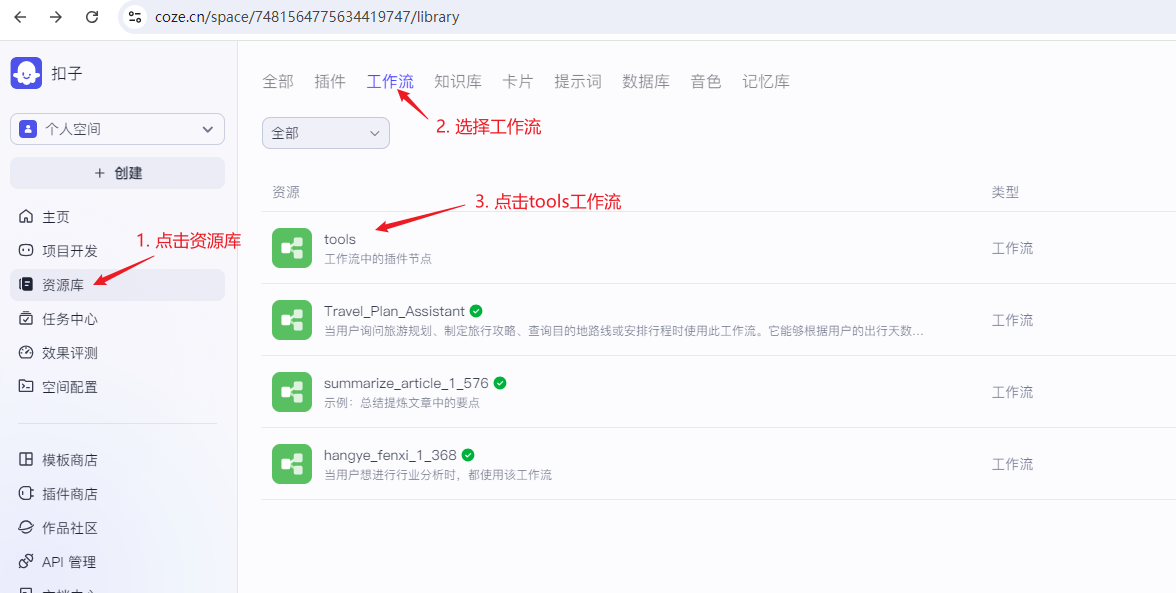 coze.cn/space/7481564775634419747/library
扣子
个人空间
+ 创建
主页
项目开发
资源库
任务中心
效果评测
空间配置
模板商店
插件商店
作品社区
API 管理
全部 插件 工作流 知识库 卡片 提示词 数据库 音色 记忆库
全部
1. 点击资源库
2. 选择工作流
3. 点击tools工作流
资源 类型
tools
工作流中的插件节点
工作流
Travel_Plan_Assistant
当用户询问旅游规划、制定旅行攻略、查询目的地路线或安排行程时使用此工作流。它能够根据用户的出行天数...
工作流
summarize_article_1_576
示例：总结提炼文章中的要点
工作流
hangye_fenxi_1_368
当用户想进行行业分析时，都使用该工作流
工作流